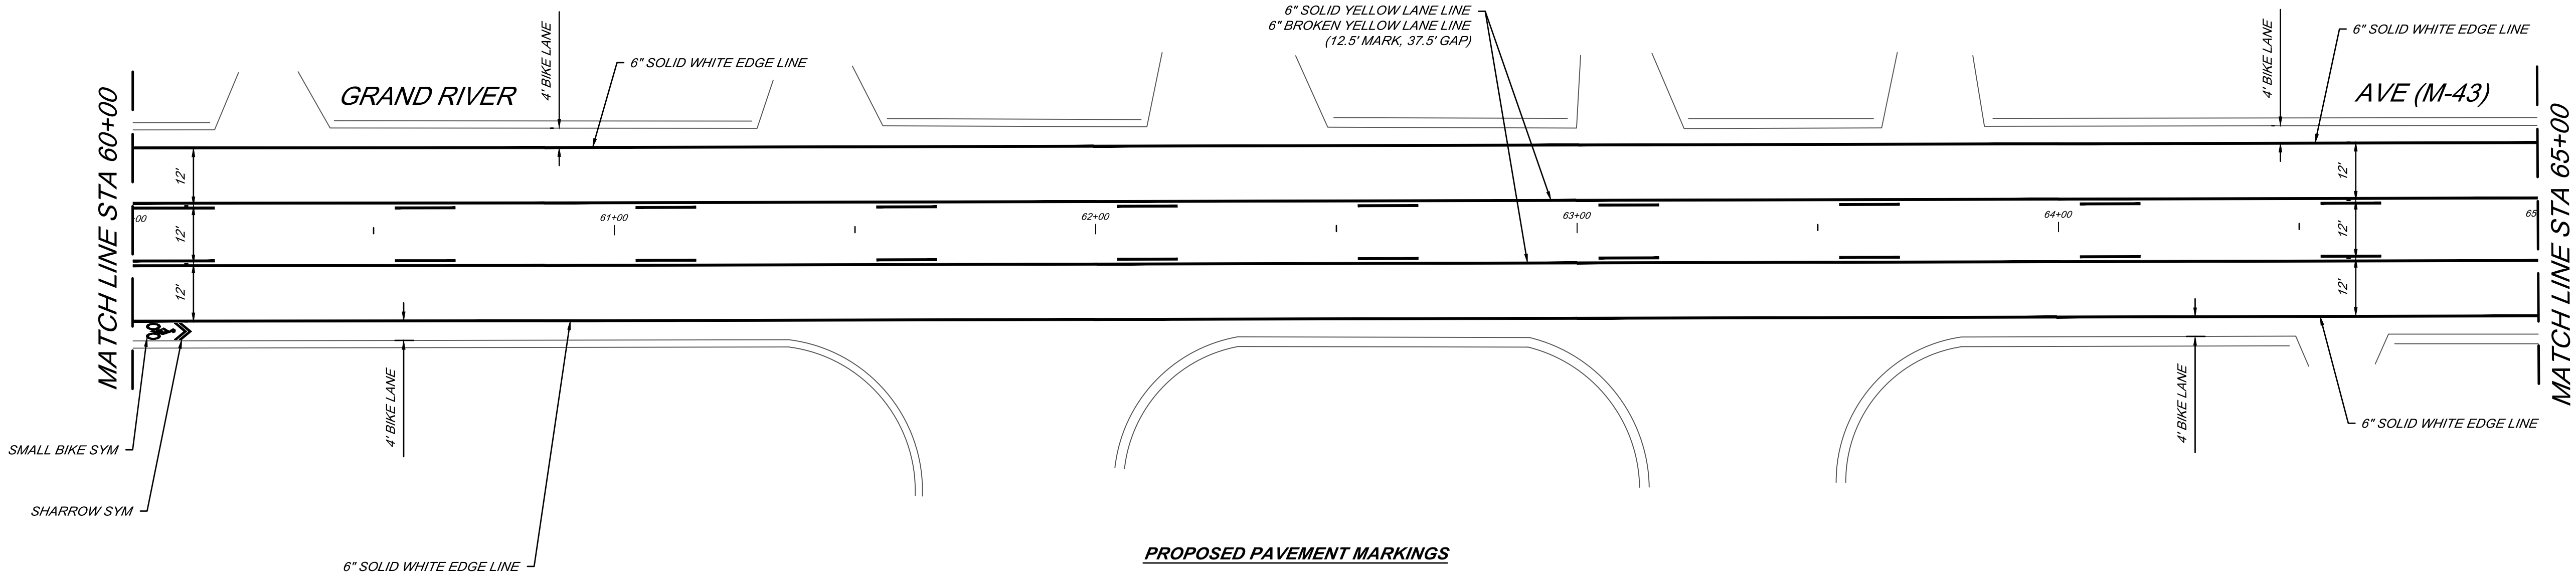 6" SOLID YELLOW LANE LINE
6" BROKEN YELLOW LANE LINE
(12.5' MARK, 37.5' GAP)
4' BIKE LANE
6" SOLID WHITE EDGE LINE
4' BIKE LANE
6" SOLID WHITE EDGE LINE
GRAND RIVER
AVE (M-43)
MATCH LINE STA 60+00
MATCH LINE STA 65+00
12'
12'
12'
12'
12'
12'
+00
61+00
62+00
63+00
64+00
65
4' BIKE LANE
4' BIKE LANE
SMALL BIKE SYM
SHARROW SYM
6" SOLID WHITE EDGE LINE
6" SOLID WHITE EDGE LINE
PROPOSED PAVEMENT MARKINGS